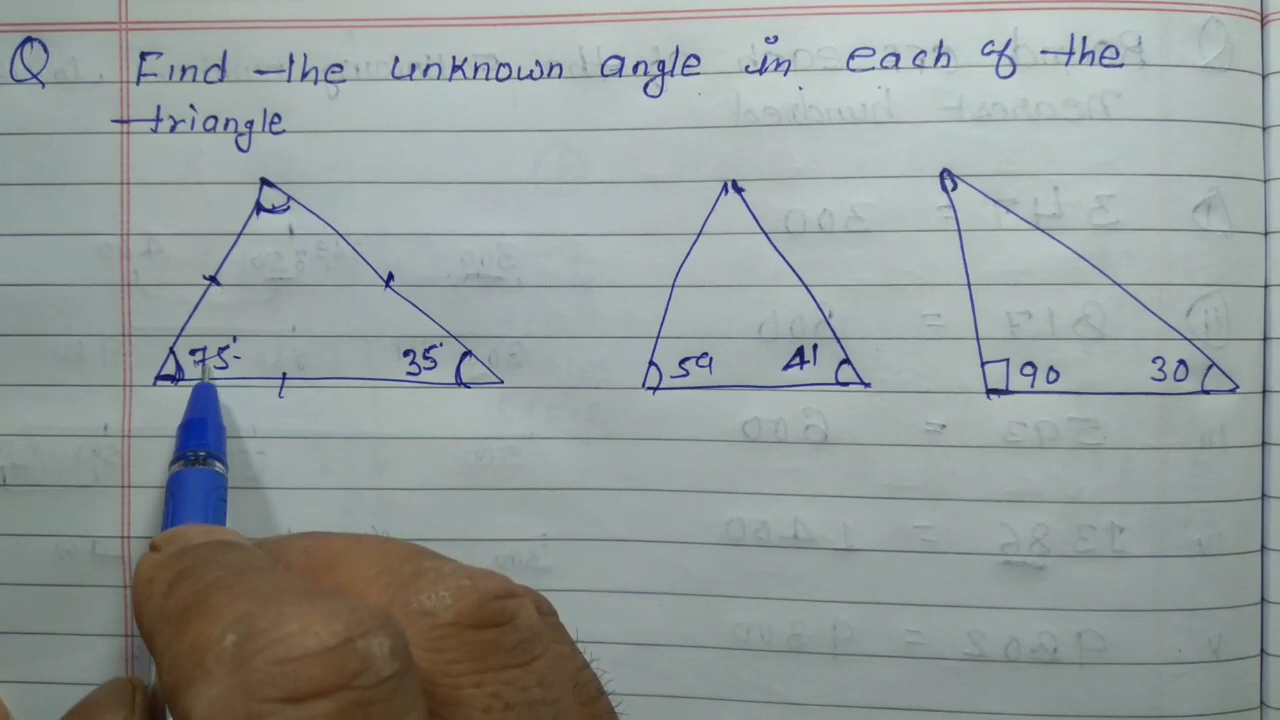 Q Find the unknown angle in each of the
triangle
75° 35°
59 41
90 30